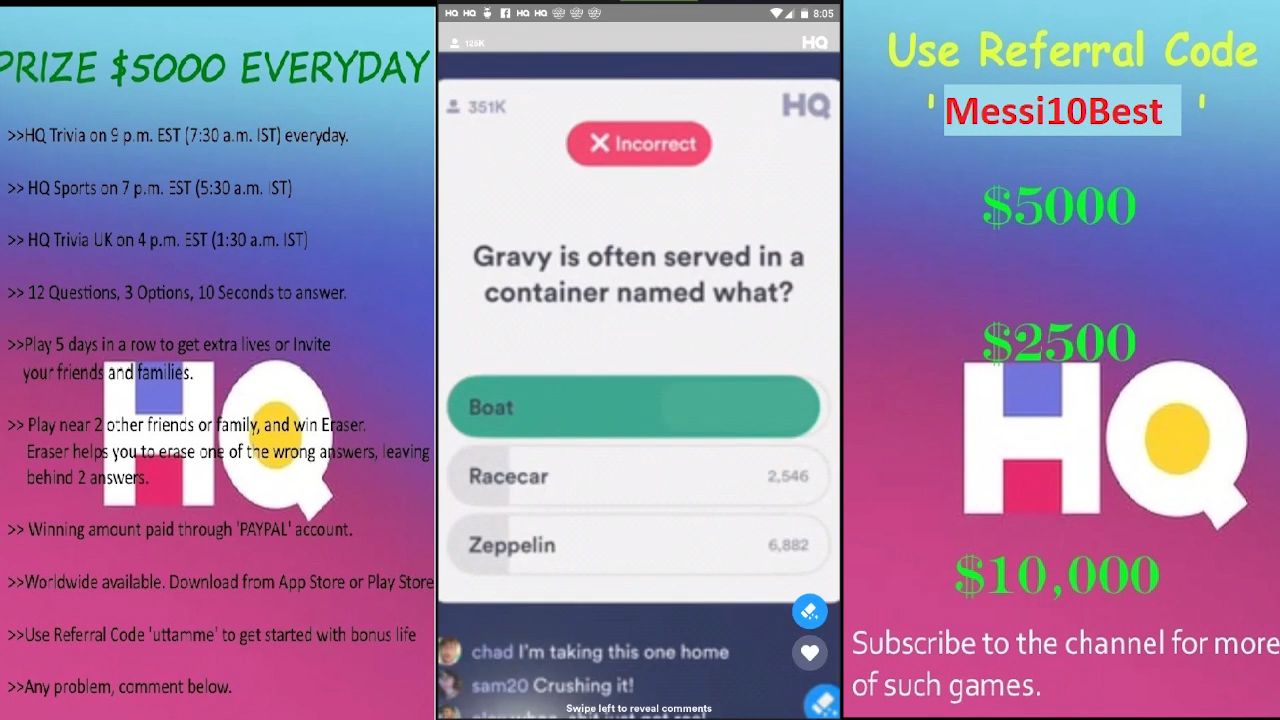 PRIZE $5000 EVERYDAY
>>HQ Trivia on 9 p.m. EST (7:30 a.m. IST) everyday.
>> HQ Sports on 7 p.m. EST (5:30 a.m. IST)
>> HQ Trivia UK on 4 p.m. EST (1:30 a.m. IST)
>> 12 Questions, 3 Options, 10 Seconds to answer.
>>Play 5 days in a row to get extra lives or Invite
your friends and families.
>> Play near 2 other friends or family, and win Eraser.
Eraser helps you to erase one of the wrong answers, leaving
behind 2 answers.
>> Winning amount paid through 'PAYPAL' account.
>>Worldwide available. Download from App Store or Play Store
>>Use Referral Code 'uttamme' to get started with bonus life
>>Any problem, comment below.
HQ
HQ HQ HQ HQ 8:05
125K HQ
351K HQ
Incorrect
Gravy is often served in a
container named what?
Boat
Racecar 2,546
Zeppelin 6,882
chad I'm taking this one home
sam20 Crushing it!
Swipe left to reveal comments
Use Referral Code
' Messi10Best '
$5000
$2500
HQ
$10,000
Subscribe to the channel for more
of such games.